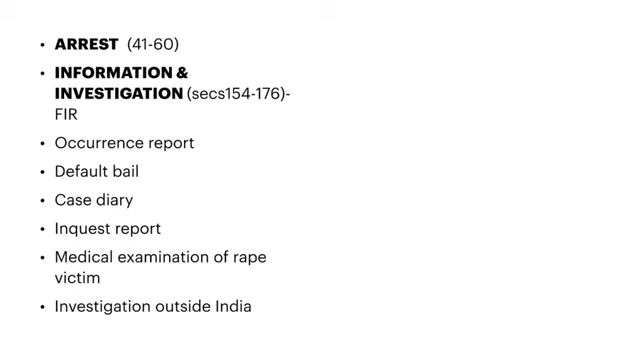 • ARREST (41-60)
• INFORMATION &
INVESTIGATION (secs154-176)-
FIR
• Occurrence report
• Default bail
• Case diary
• Inquest report
• Medical examination of rape
victim
• Investigation outside India